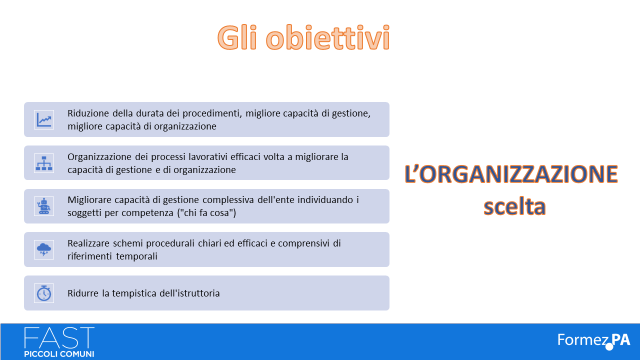 Gli obiettivi
Riduzione della durata dei procedimenti, migliore capacità di gestione,
migliore capacità di organizzazione
Organizzazione dei processi lavorativi efficaci volta a migliorare la
capacità di gestione e di organizzazione
Migliorare capacità di gestione complessiva dell'ente individuando i
soggetti per competenza ("chi fa cosa")
Realizzare schemi procedurali chiari ed efficaci e comprensivi di
riferimenti temporali
Ridurre la tempistica dell'istruttoria
L’ORGANIZZAZIONE
scelta
FAST
PICCOLI COMUNI
Formez PA